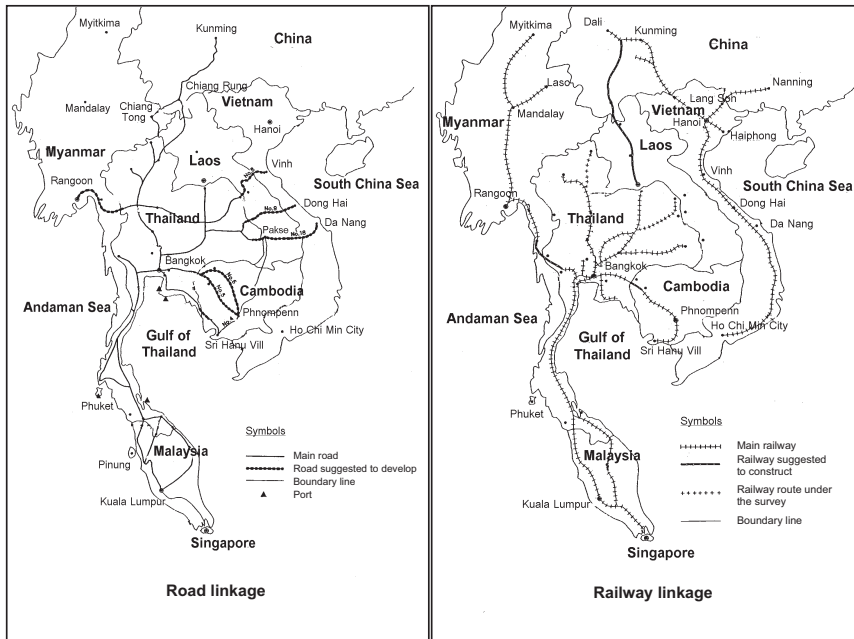 Myitkima
Kunming
China
Chiang Rung
Mandalay
Chiang
Tong
Vietnam
Hanoi
Myanmar
Laos
Vinh
Rangoon
South China Sea
Dong Hai
Thailand
No.9
Da Nang
Pakse
No.18
Bangkok
No.6
No.5
Cambodia
Andaman Sea
Phnompenn
Gulf of
Thailand
Ho Chi Min City
Sri Hanu Vill
Phuket
Symbols
Malaysia
Main road
Pinung
Road suggested to develop
Boundary line
Port
Kuala Lumpur
Singapore
Road linkage
Myitkima
Dali
Kunming
China
Laso
Nanning
Lang Son
Mandalay
Vietnam
Hanoi
Myanmar
Haiphong
Laos
Vinh
South China Sea
Rangoon
Dong Hai
Thailand
Da Nang
Bangkok
Cambodia
Andaman Sea
Phnompenn
Gulf of
Thailand
Ho Chi Min City
Sri Hanu Vill
Phuket
Symbols
Main railway
Malaysia
Railway suggested
to construct
Railway route under
the survey
Kuala Lumpur
Boundary line
Singapore
Railway linkage